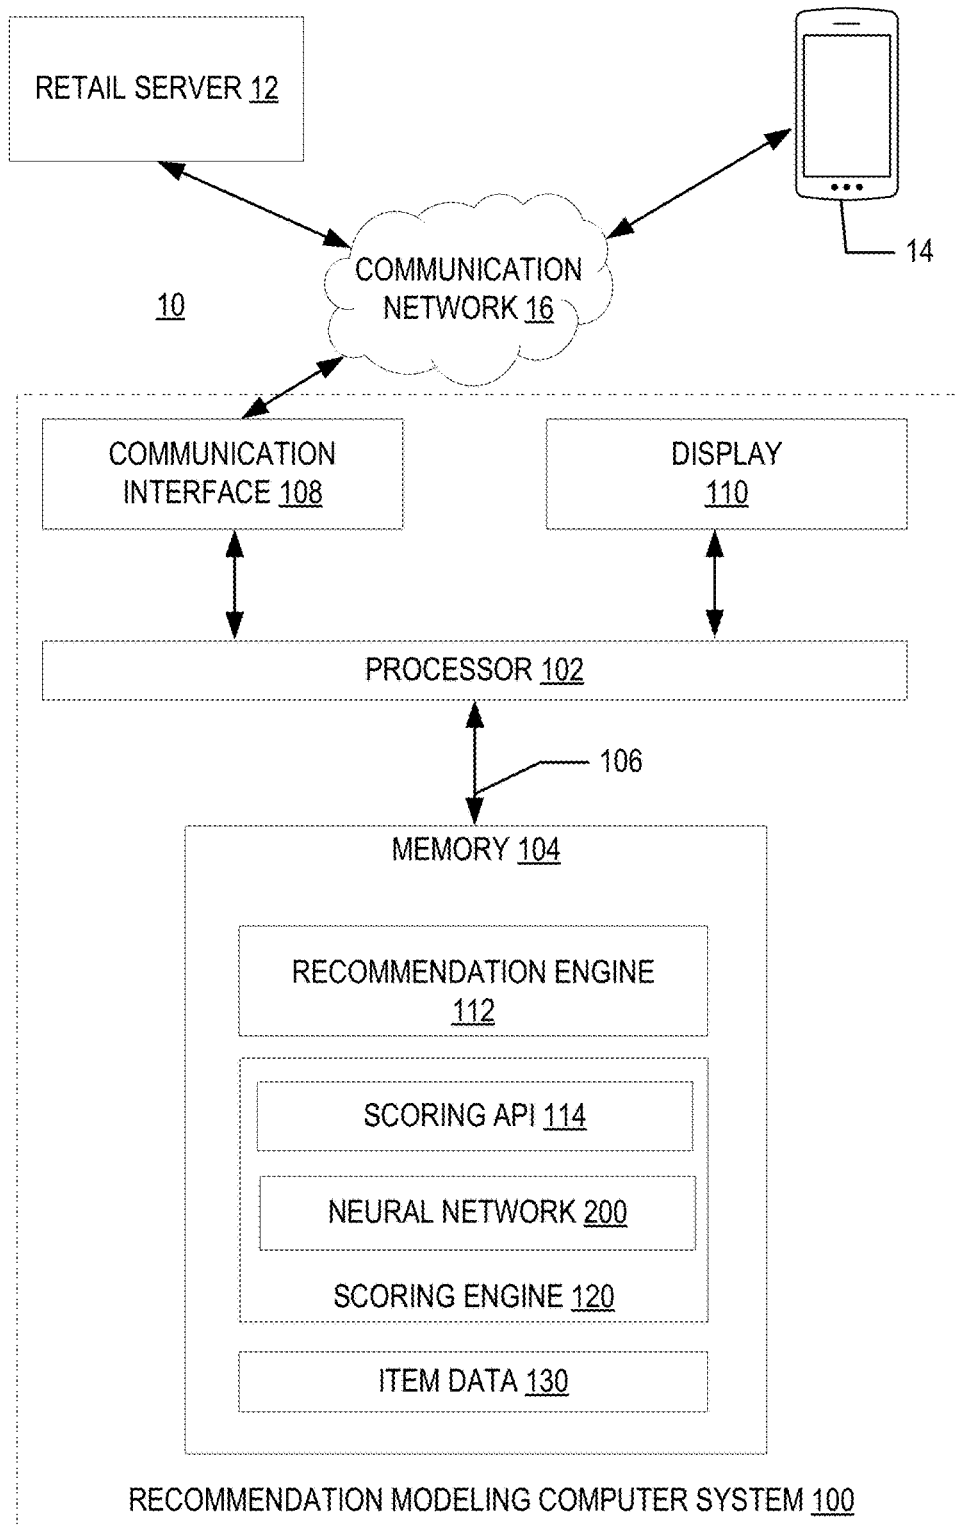 RETAIL SERVER 12
14
COMMUNICATION
NETWORK 16
10
COMMUNICATION
INTERFACE 108
DISPLAY
110
PROCESSOR 102
106
MEMORY 104
RECOMMENDATION ENGINE
112
SCORING API 114
NEURAL NETWORK 200
SCORING ENGINE 120
ITEM DATA 130
RECOMMENDATION MODELING COMPUTER SYSTEM 100